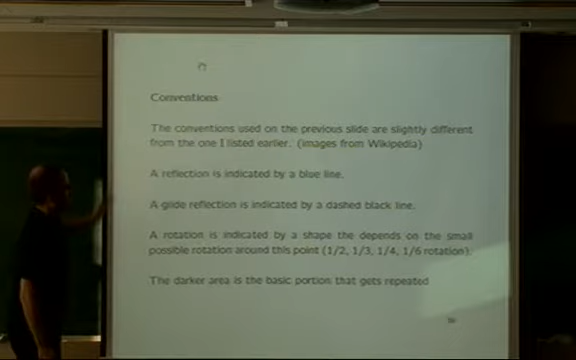 Conventions
The conventions used on the previous slide are slightly different
from the one I listed earlier. (images from Wikipedia)
A reflection is indicated by a blue line.
A glide reflection is indicated by a dashed black line.
A rotation is indicated by a shape the depends on the small
possible rotation around this point (1/2, 1/3, 1/4, 1/6 rotation).
The darker area is the basic portion that gets repeated